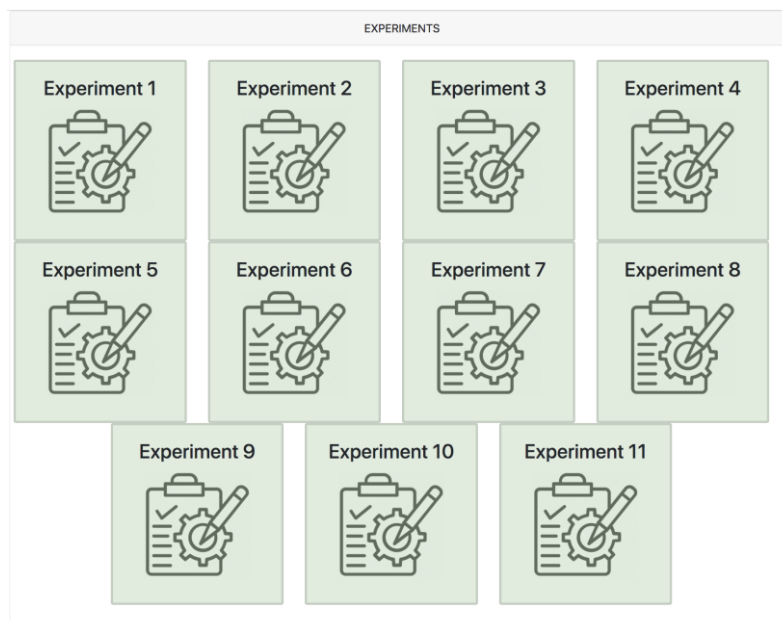 EXPERIMENTS
Experiment 1
Experiment 2
Experiment 3
Experiment 4
Experiment 5
Experiment 6
Experiment 7
Experiment 8
Experiment 9
Experiment 10
Experiment 11